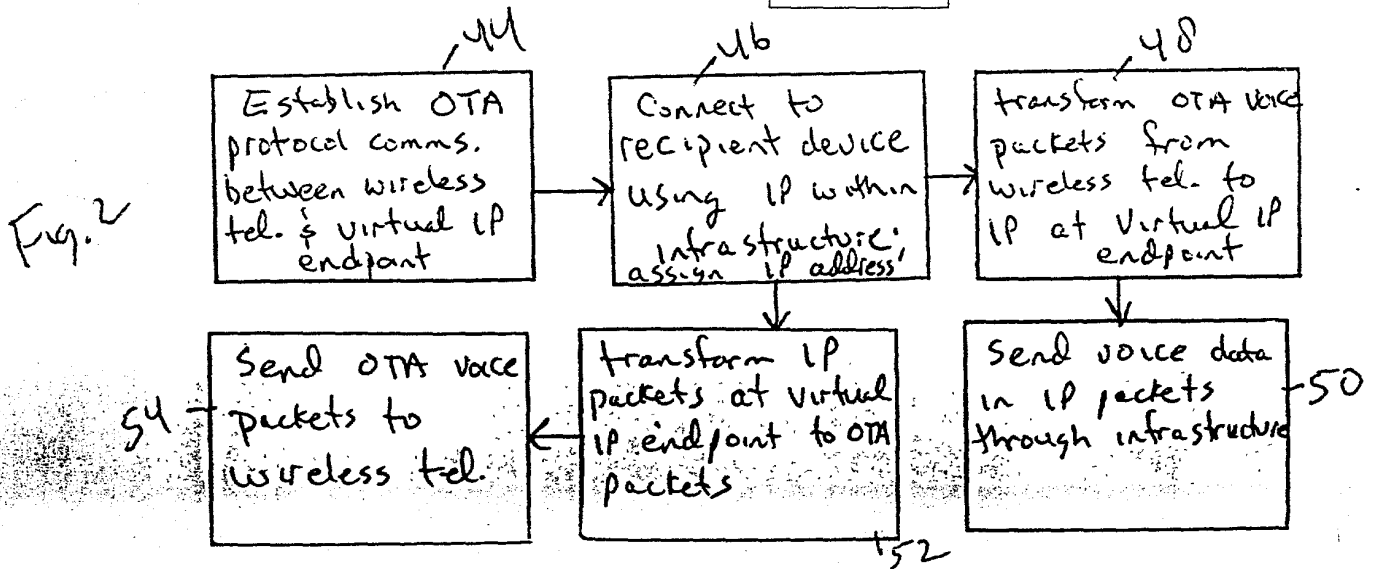 44
Establish OTA
protocol comms.
between wireless
tel. & virtual IP
endpoint
46
Connect to
recipient device
using IP within
infrastructure;
assign IP address
48
transform OTA voice
packets from
wireless tel. to
IP at virtual IP
endpoint
Fig. 2
54
Send OTA voice
packets to
wireless tel.
transform IP
packets at virtual
IP endpoint to OTA
packets
52
Send voice data
in IP packets
through infrastructure
50